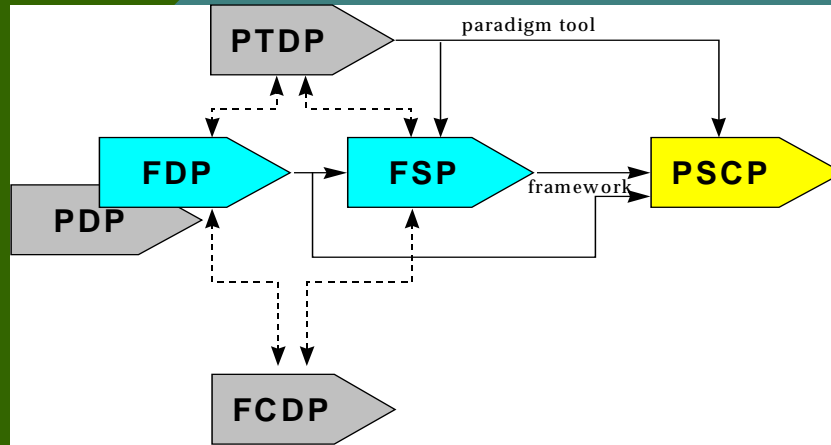 PTDP
paradigm tool
FDP
FSP
PSCP
framework
PDP
FCDP